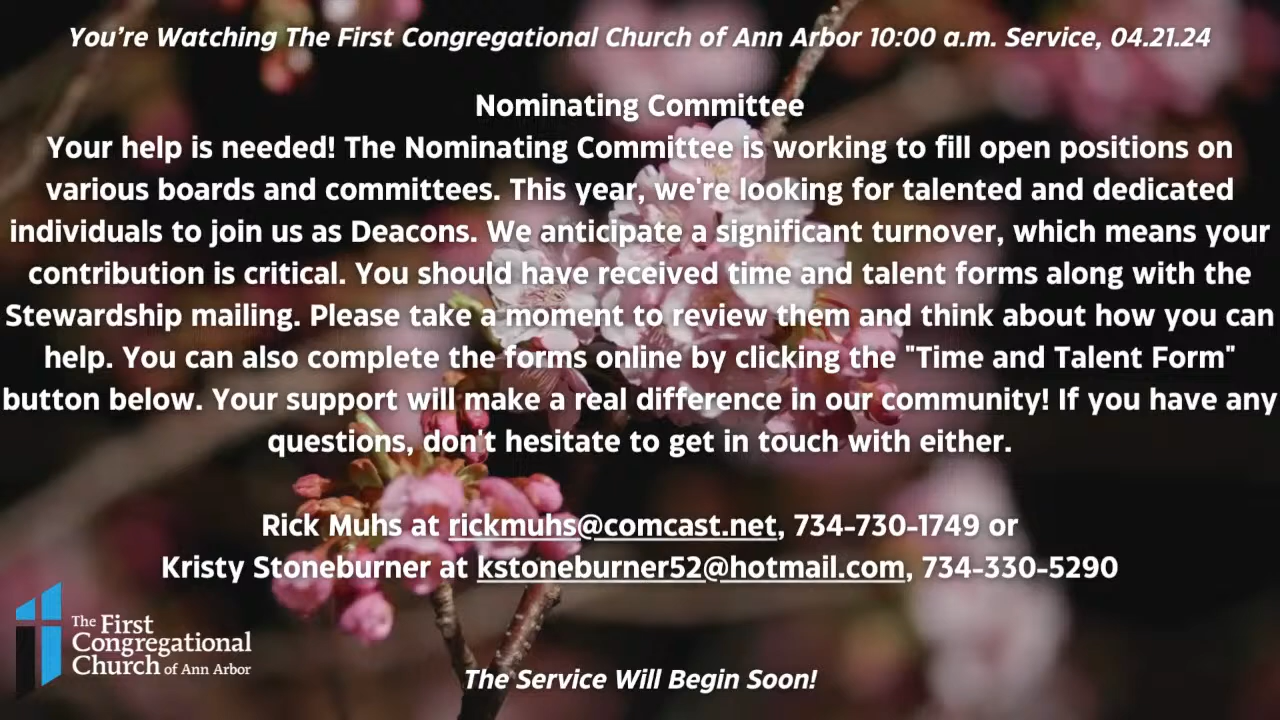 You're Watching The First Congregational Church of Ann Arbor 10:00 a.m. Service, 04.21.24
Nominating Committee
Your help is needed! The Nominating Committee is working to fill open positions on
various boards and committees. This year, we're looking for talented and dedicated
individuals to join us as Deacons. We anticipate a significant turnover, which means your
contribution is critical. You should have received time and talent forms along with the
Stewardship mailing. Please take a moment to review them and think about how you can
help. You can also complete the forms online by clicking the "Time and Talent Form"
button below. Your support will make a real difference in our community! If you have any
questions, don't hesitate to get in touch with either.
Rick Muhs at rickmuhs@comcast.net, 734-730-1749 or
Kristy Stoneburner at kstoneburner52@hotmail.com, 734-330-5290
The First
Congregational
Church of Ann Arbor
The Service Will Begin Soon!